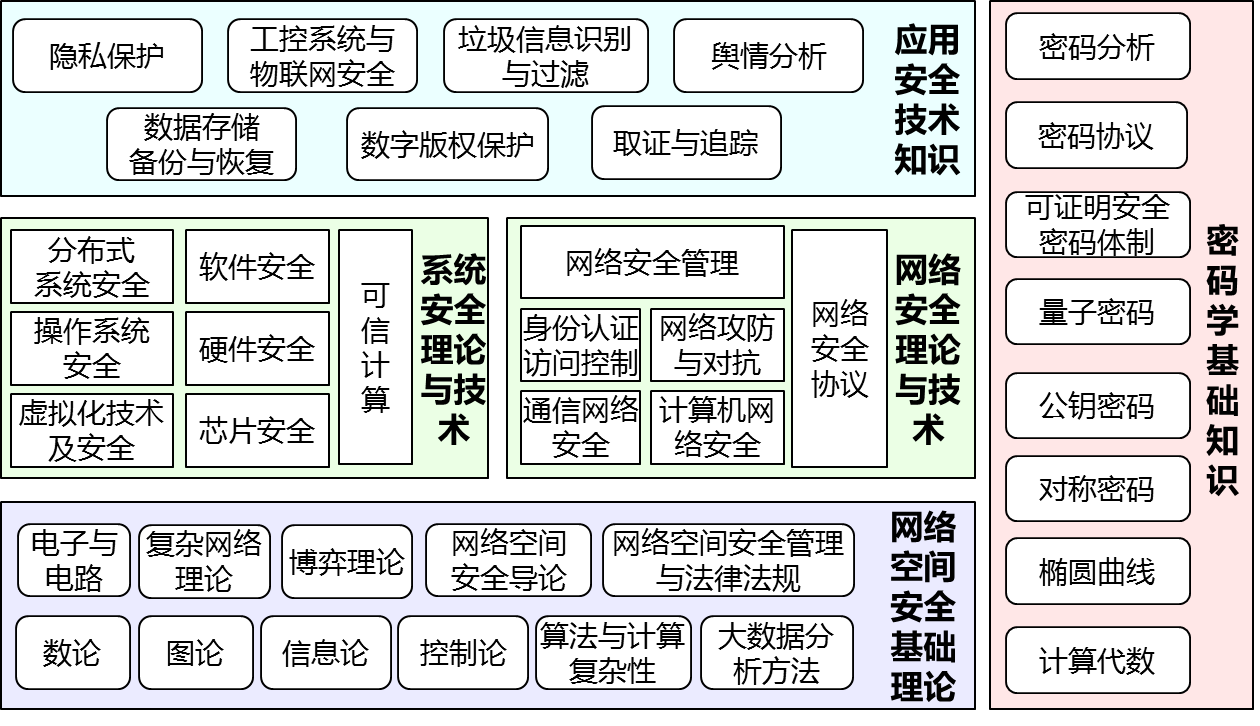 隐私保护
工控系统与
物联网安全
垃圾信息识别
与过滤
舆情分析
数据存储
备份与恢复
数字版权保护
取证与追踪
应用
安全
技术
知识
分布式
系统安全
软件安全
操作系统
安全
硬件安全
虚拟化技术
及安全
芯片安全
可
信
计
算
系统
安全
理论
与技
术
网络安全管理
身份认证
访问控制
网络攻防
与对抗
通信网络
安全
计算机网
络安全
网络
安全
协议
网络
安全
理论
与技
术
电子与
电路
复杂网络
理论
博弈理论
网络空间
安全导论
网络空间安全管理
与法律法规
数论
图论
信息论
控制论
算法与计算
复杂性
大数据分
析方法
网络
空间
安全
基础
理论
密码分析
密码协议
可证明安全
密码体制
量子密码
公钥密码
对称密码
椭圆曲线
计算代数
密
码
学
基
础
知
识